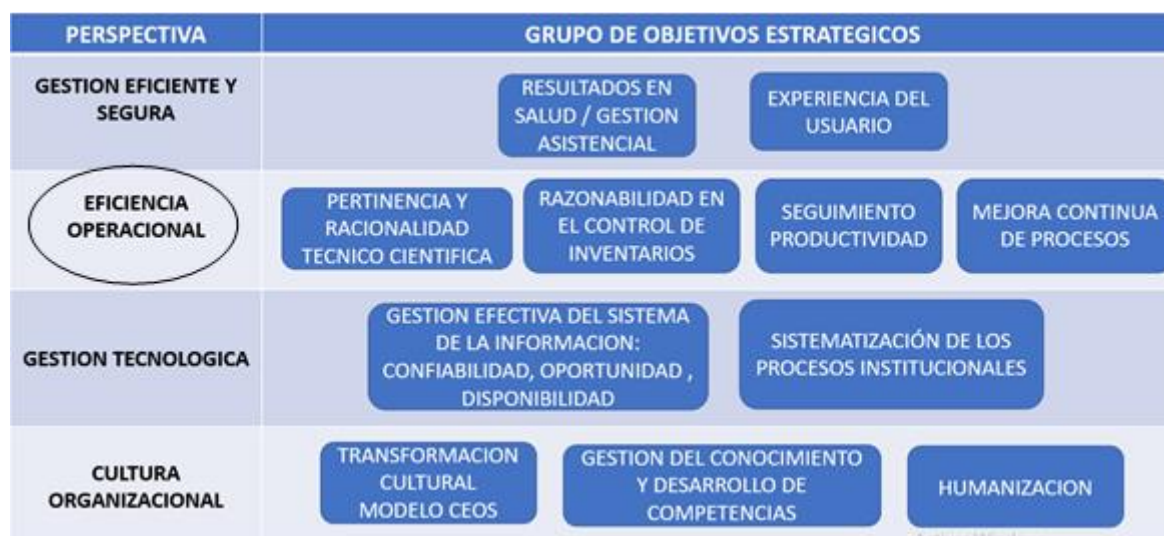 PERSPECTIVA
GRUPO DE OBJETIVOS ESTRATEGICOS
GESTION EFICIENTE Y
SEGURA
RESULTADOS EN
SALUD / GESTION
ASISTENCIAL
EXPERIENCIA DEL
USUARIO
EFICIENCIA
OPERACIONAL
PERTINENCIA Y
RACIONALIDAD
TECNICO CIENTIFICA
RAZONABILIDAD EN
EL CONTROL DE
INVENTARIOS
SEGUIMIENTO
PRODUCTIVIDAD
MEJORA CONTINUA
DE PROCESOS
GESTION TECNOLOGICA
GESTION EFECTIVA DEL SISTEMA
DE LA INFORMACION:
CONFIABILIDAD, OPORTUNIDAD ,
DISPONIBILIDAD
SISTEMATIZACIÓN DE LOS
PROCESOS INSTITUCIONALES
CULTURA
ORGANIZACIONAL
TRANSFORMACION
CULTURAL
MODELO CEOS
GESTION DEL CONOCIMIENTO
Y DESARROLLO DE
COMPETENCIAS
HUMANIZACION